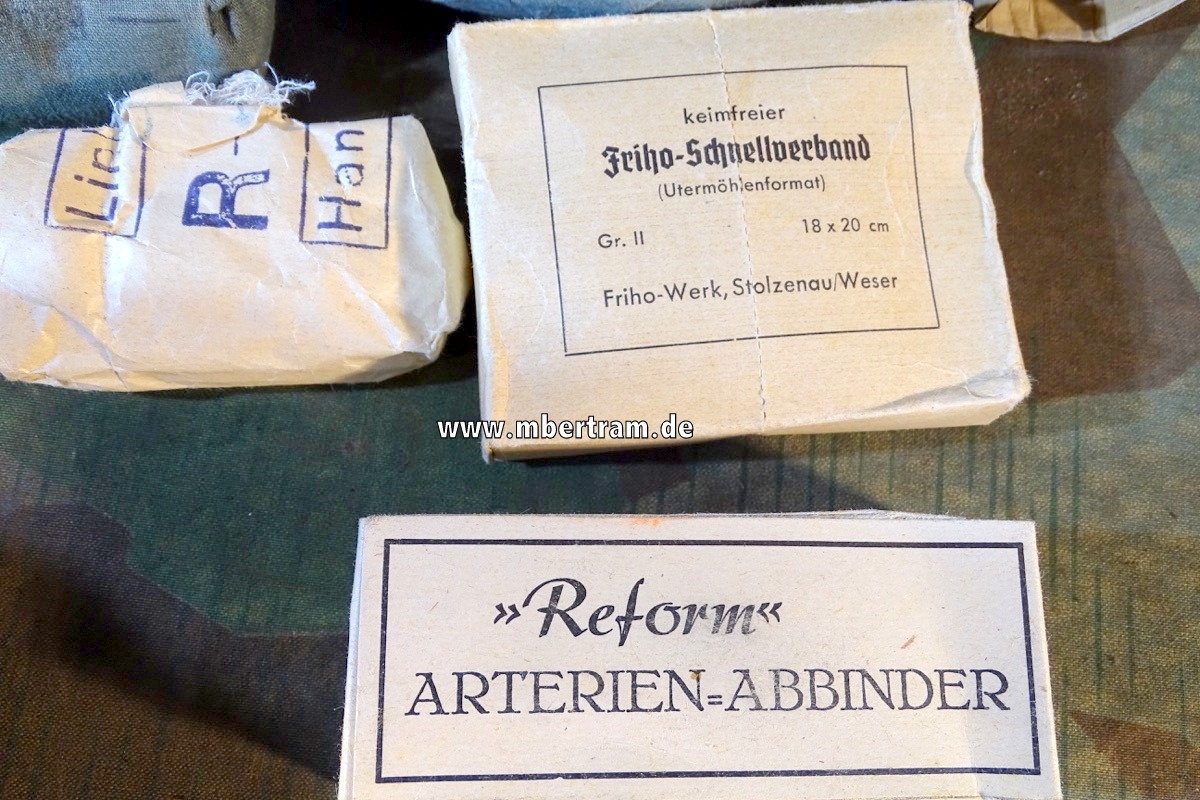 R-
Han
keimfreier
Friho-Schnellverband
(Utermöhlenformat)
Gr. II
18 x 20 cm
Friho-Werk, Stolzenau/Weser
www.mbertram.de
»Reform«
ARTERIEN=ABBINDER